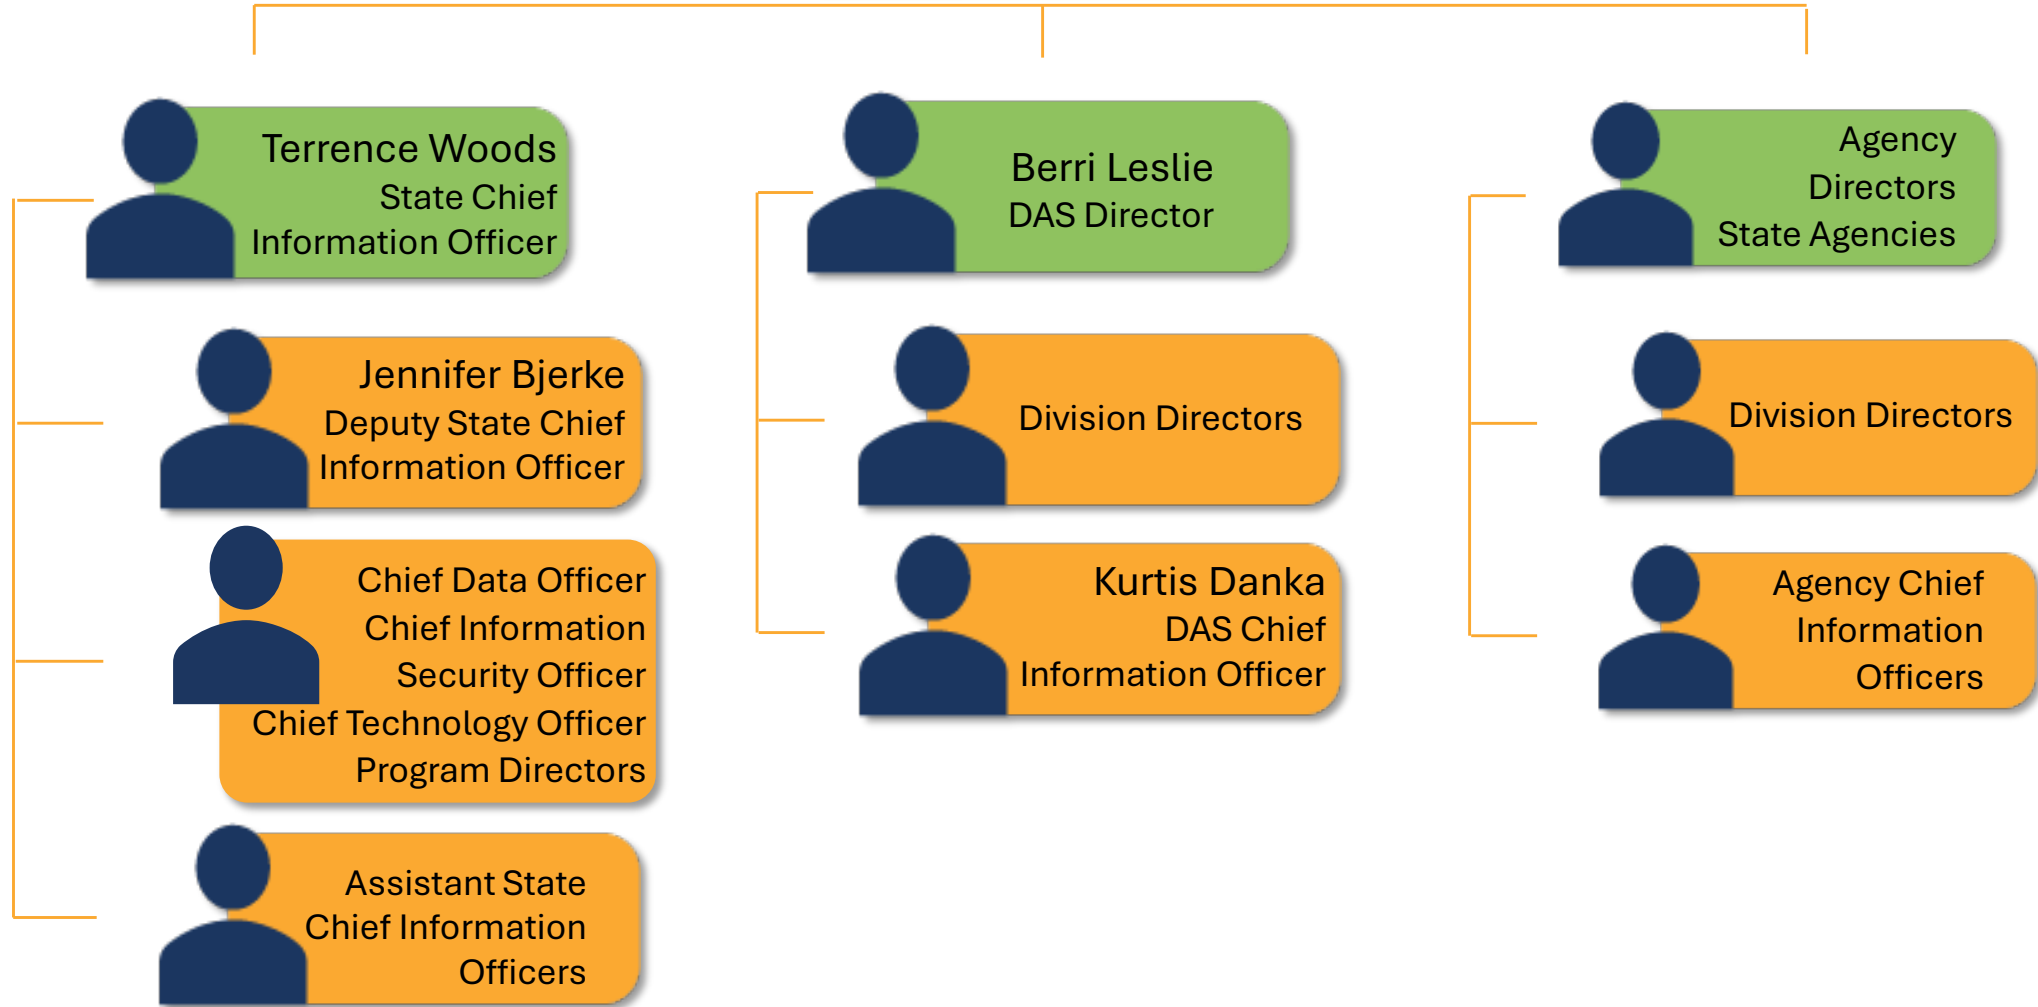 Terrence Woods
State Chief
Information Officer
Jennifer Bjerke
Deputy State Chief
Information Officer
Chief Data Officer
Chief Information
Security Officer
Chief Technology Officer
Program Directors
Assistant State
Chief Information
Officers
Berri Leslie
DAS Director
Division Directors
Kurtis Danka
DAS Chief
Information Officer
Agency
Directors
State Agencies
Division Directors
Agency Chief
Information
Officers